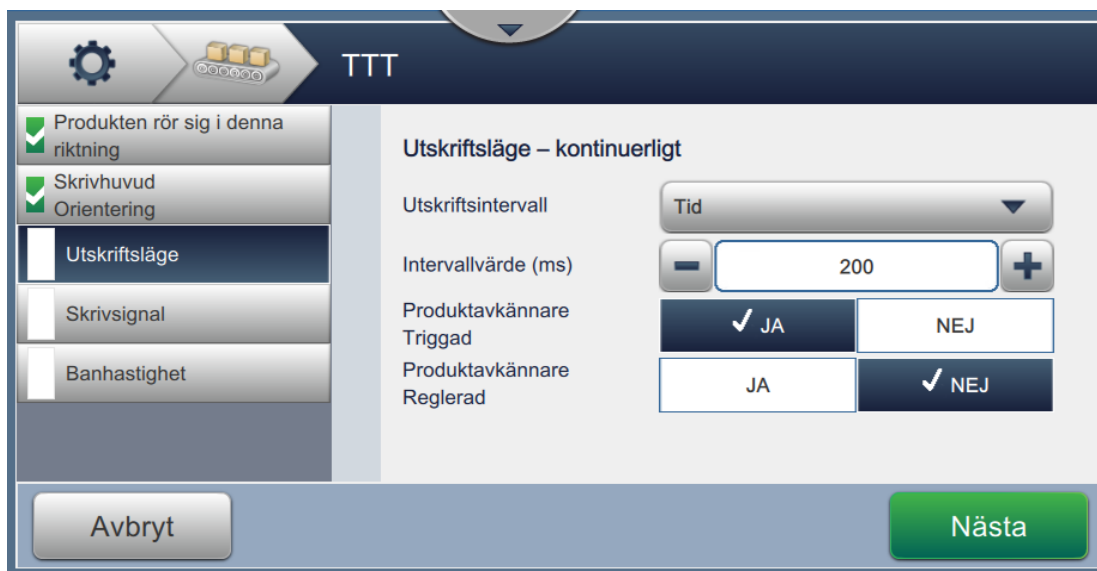 TTT
Produkten rör sig i denna
riktning
Skrivhuvud
Orientering
Utskriftsläge
Skrivsignal
Banhastighet
Utskriftsläge – kontinuerligt
Utskriftsintervall
Tid
Intervallvärde (ms)
200
Produktavkännare
Triggad
JA
NEJ
Produktavkännare
Reglerad
JA
NEJ
Avbryt
Nästa